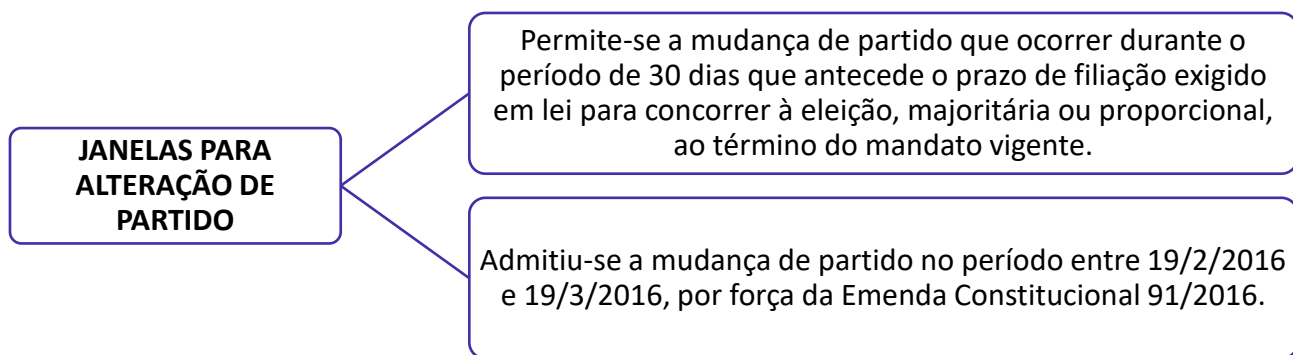 JANELAS PARA
ALTERAÇÃO DE
PARTIDO
Permite-se a mudança de partido que ocorrer durante o
período de 30 dias que antecede o prazo de filiação exigido
em lei para concorrer à eleição, majoritária ou proporcional,
ao término do mandato vigente.
Admitiu-se a mudança de partido no período entre 19/2/2016
e 19/3/2016, por força da Emenda Constitucional 91/2016.